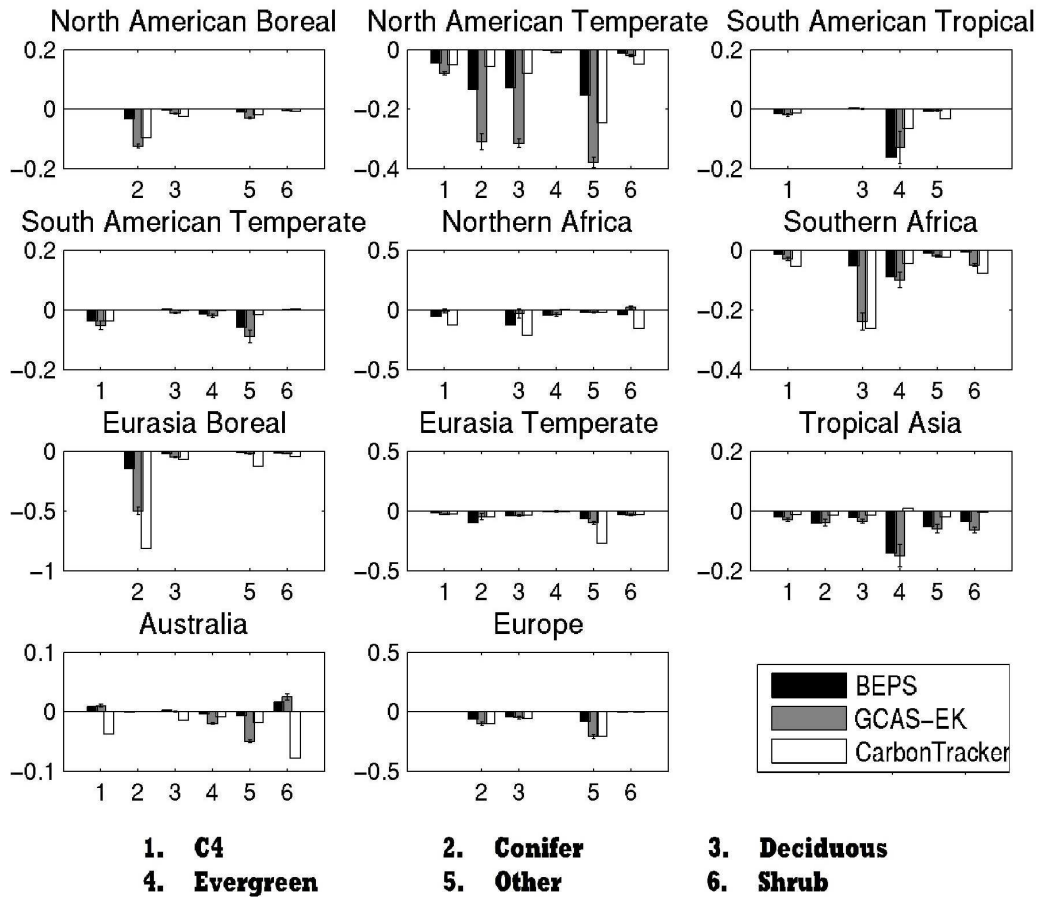 North American Boreal
0.2
0
−0.2
2 3 5 6
North American Temperate
0
−0.2
−0.4
1 2 3 4 5 6
South American Tropical
0.2
0
−0.2
1 3 4 5
South American Temperate
0.2
0
−0.2
1 3 4 5 6
Northern Africa
0.5
0
−0.5
1 3 4 5 6
Southern Africa
0
−0.2
−0.4
1 3 4 5 6
Eurasia Boreal
0
−0.5
−1
2 3 5 6
Eurasia Temperate
0.5
0
−0.5
1 2 3 4 5 6
Tropical Asia
0.2
0
−0.2
1 2 3 4 5 6
Australia
0.1
0
−0.1
1 2 3 4 5 6
Europe
0.5
0
−0.5
2 3 5 6
BEPS
GCAS−EK
CarbonTracker
1. C4 2. Conifer 3. Deciduous
4. Evergreen 5. Other 6. Shrub